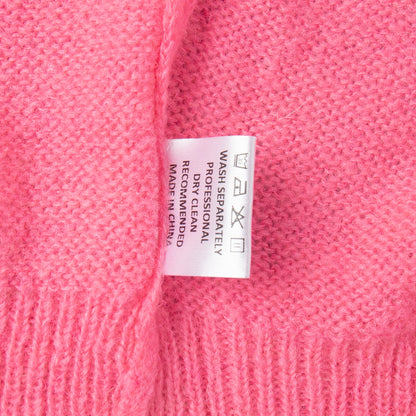 WASH SEPARATELY
PROFESSIONAL
DRY CLEAN
RECOMMENDED
MADE IN CHINA